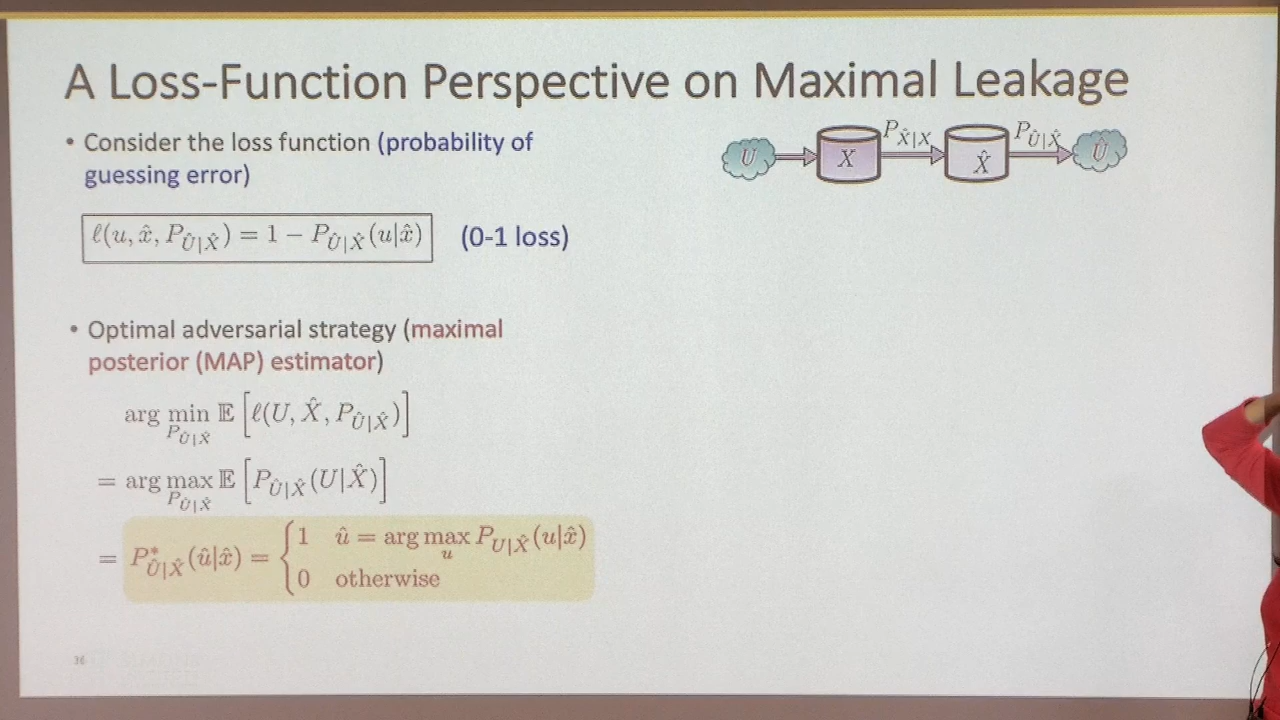 A Loss-Function Perspective on Maximal Leakage
• Consider the loss function (probability of
guessing error)
U X P_{X̂|X} X̂ P_{Û|X̂} Û
ℓ(u, x̂, P_{Û|X̂}) = 1 − P_{Û|X̂}(u|x̂) (0-1 loss)
• Optimal adversarial strategy (maximal
posterior (MAP) estimator)
arg min_{P_{Û|X̂}} 𝔼 [ℓ(U, X̂, P_{Û|X̂})]
= arg max_{P_{Û|X̂}} 𝔼 [P_{Û|X̂}(U|X̂)]
= P*_{Û|X̂}(û|x̂) = { 1 û = arg max_u P_{U|X̂}(u|x̂)
0 otherwise
36